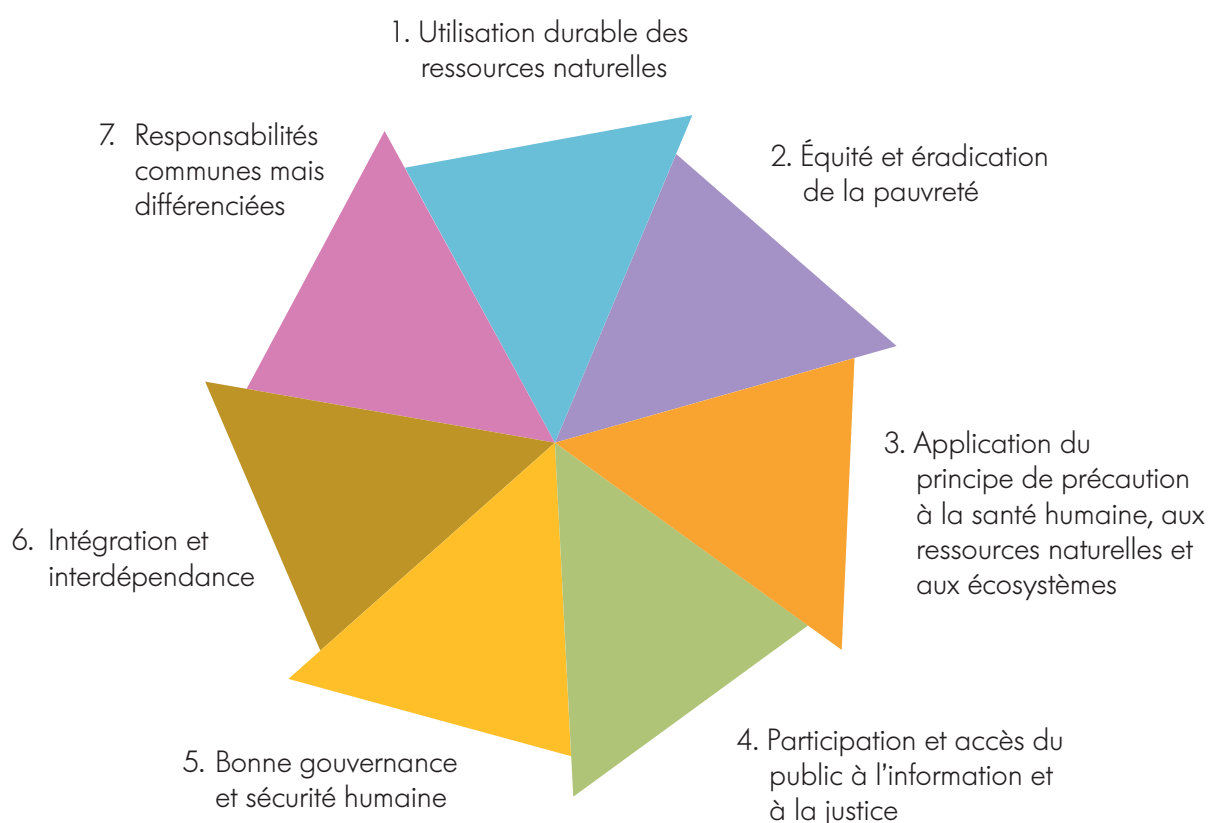 1. Utilisation durable des
ressources naturelles
2. Équité et éradication
de la pauvreté
3. Application du
principe de précaution
à la santé humaine, aux
ressources naturelles et
aux écosystèmes
4. Participation et accès du
public à l'information et
à la justice
5. Bonne gouvernance
et sécurité humaine
6. Intégration et
interdépendance
7. Responsabilités
communes mais
différenciées